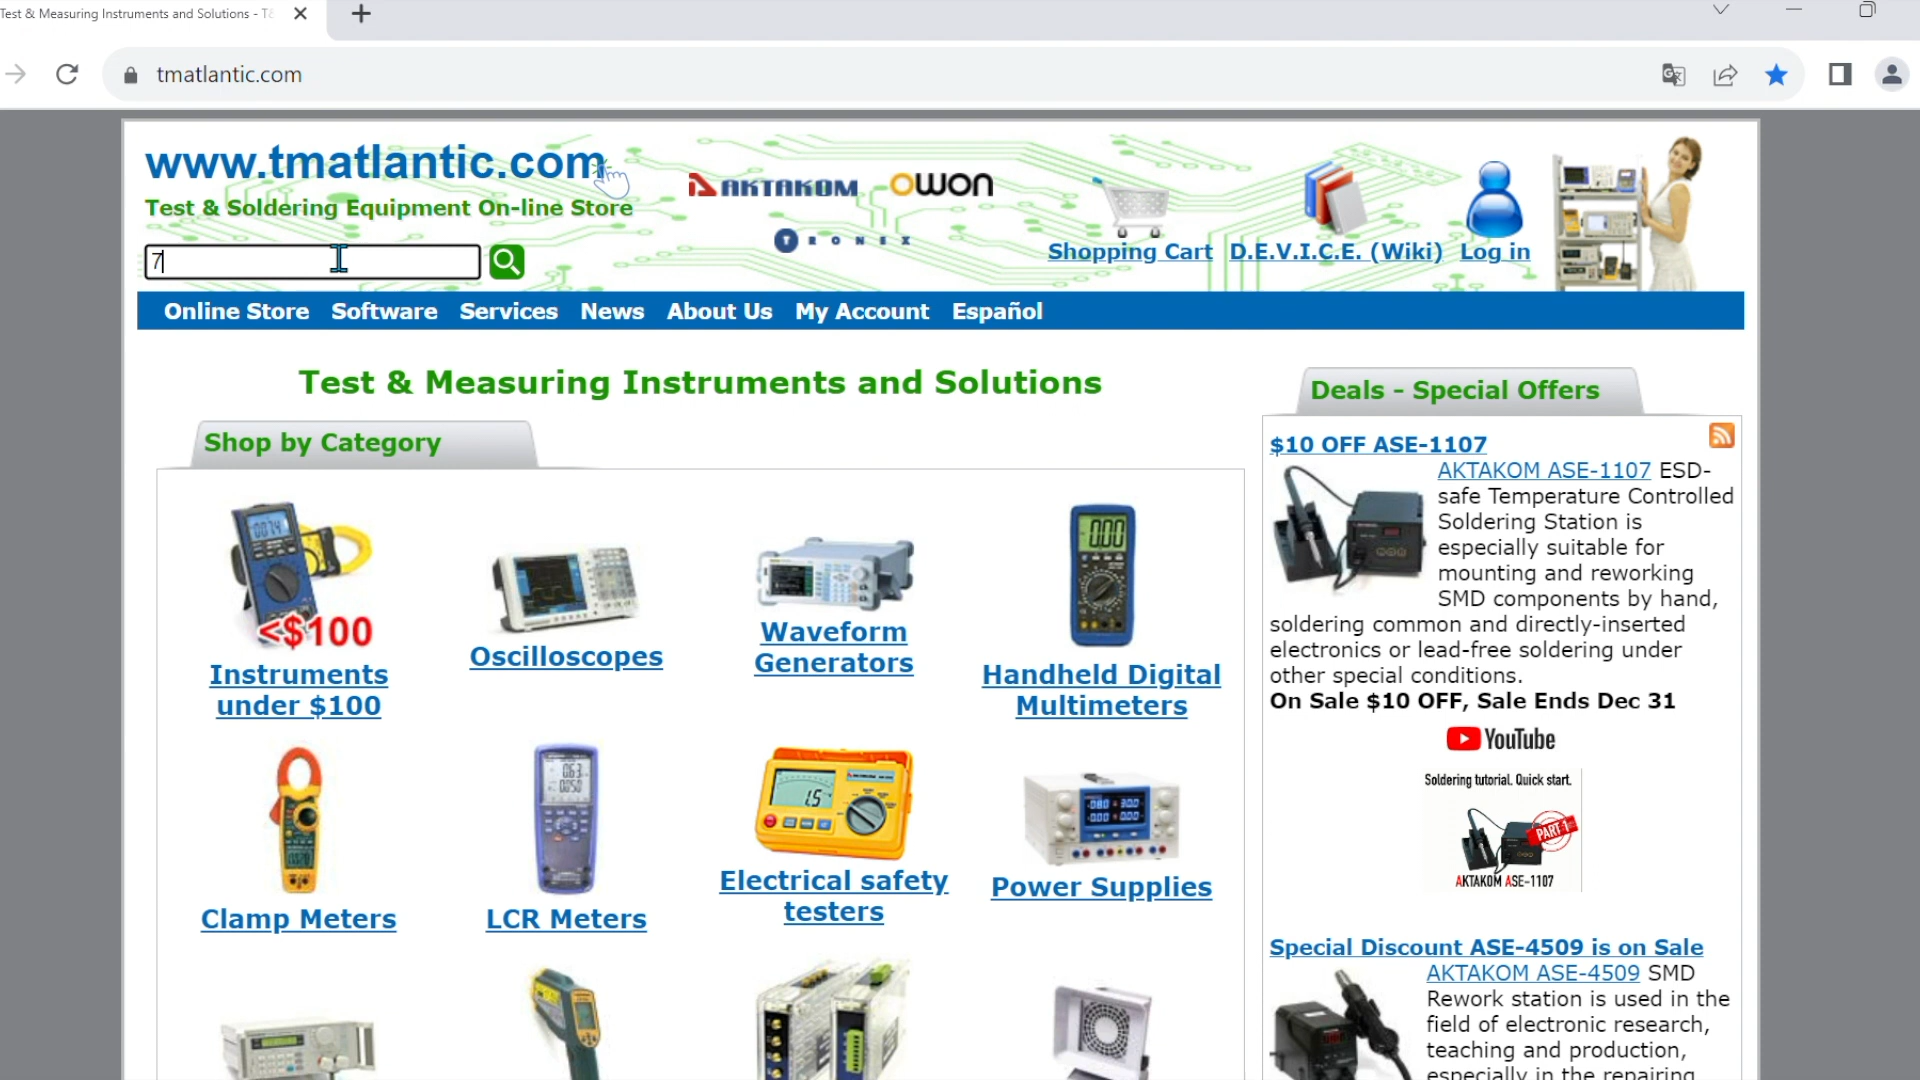 Test & Measuring Instruments and Solutions - T
tmatlantic.com
www.tmatlantic.com
Test & Soldering Equipment On-line Store
7
AKTAKOM
OWON
TRONEX
Shopping Cart
D.E.V.I.C.E. (Wiki)
Log in
Online Store
Software
Services
News
About Us
My Account
Español
Test & Measuring Instruments and Solutions
Shop by Category
<$100
Instruments
under $100
Oscilloscopes
Waveform
Generators
0.00
Handheld Digital
Multimeters
Clamp Meters
LCR Meters
1.5
Electrical safety
testers
Power Supplies
Deals - Special Offers
$10 OFF ASE-1107
AKTAKOM ASE-1107 ESD-
safe Temperature Controlled
Soldering Station is
especially suitable for
mounting and reworking
SMD components by hand,
soldering common and directly-inserted
electronics or lead-free soldering under
other special conditions.
On Sale $10 OFF, Sale Ends Dec 31
YouTube
Soldering tutorial. Quick start.
PART 1
AKTAKOM ASE-1107
Special Discount ASE-4509 is on Sale
AKTAKOM ASE-4509 SMD
Rework station is used in the
field of electronic research,
teaching and production,
especially in the repairing